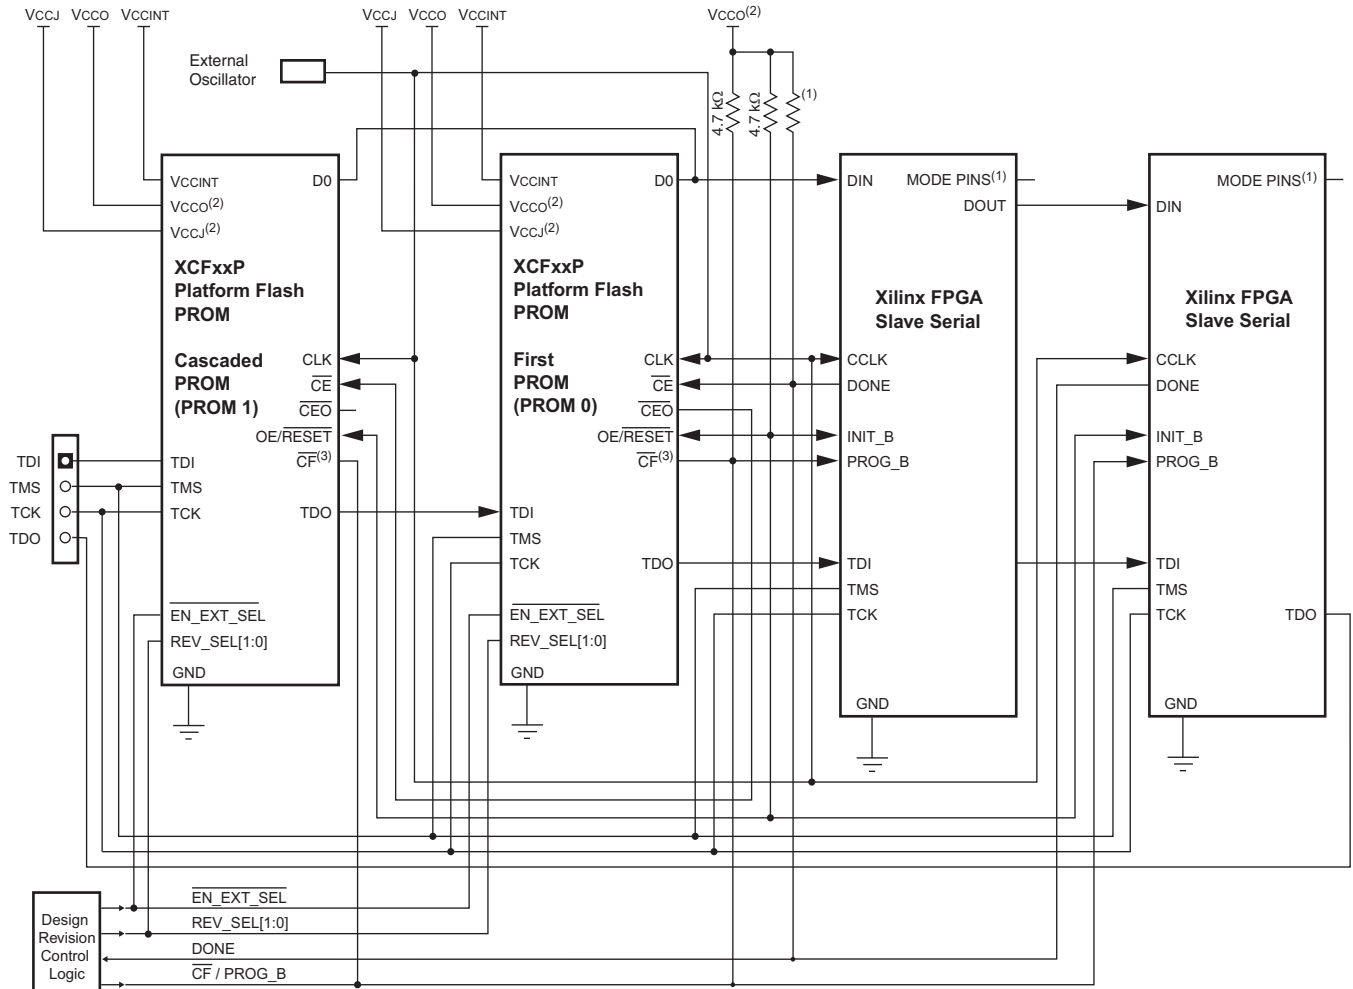 VCCJ VCCO VCCINT
VCCJ VCCO VCCINT
VCCO(2)
External
Oscillator
4.7 kΩ
4.7 kΩ
(1)
VCCINT
VCCO(2)
VCCJ(2)
D0
XCFxxP
Platform Flash
PROM
Cascaded
PROM
(PROM 1)
CLK
CE
CEO
OE/RESET
CF(3)
TDI
TMS
TCK
TDO
EN_EXT_SEL
REV_SEL[1:0]
GND
VCCINT
VCCO(2)
VCCJ(2)
D0
XCFxxP
Platform Flash
PROM
First
PROM
(PROM 0)
CLK
CE
CEO
OE/RESET
CF(3)
TDI
TMS
TCK
TDO
EN_EXT_SEL
REV_SEL[1:0]
GND
DIN
MODE PINS(1)
DOUT
Xilinx FPGA
Slave Serial
CCLK
DONE
INIT_B
PROG_B
TDI
TMS
TCK
GND
MODE PINS(1)
DIN
Xilinx FPGA
Slave Serial
CCLK
DONE
INIT_B
PROG_B
TDI
TMS
TCK
TDO
GND
TDI
TMS
TCK
TDO
Design
Revision
Control
Logic
EN_EXT_SEL
REV_SEL[1:0]
DONE
CF / PROG_B